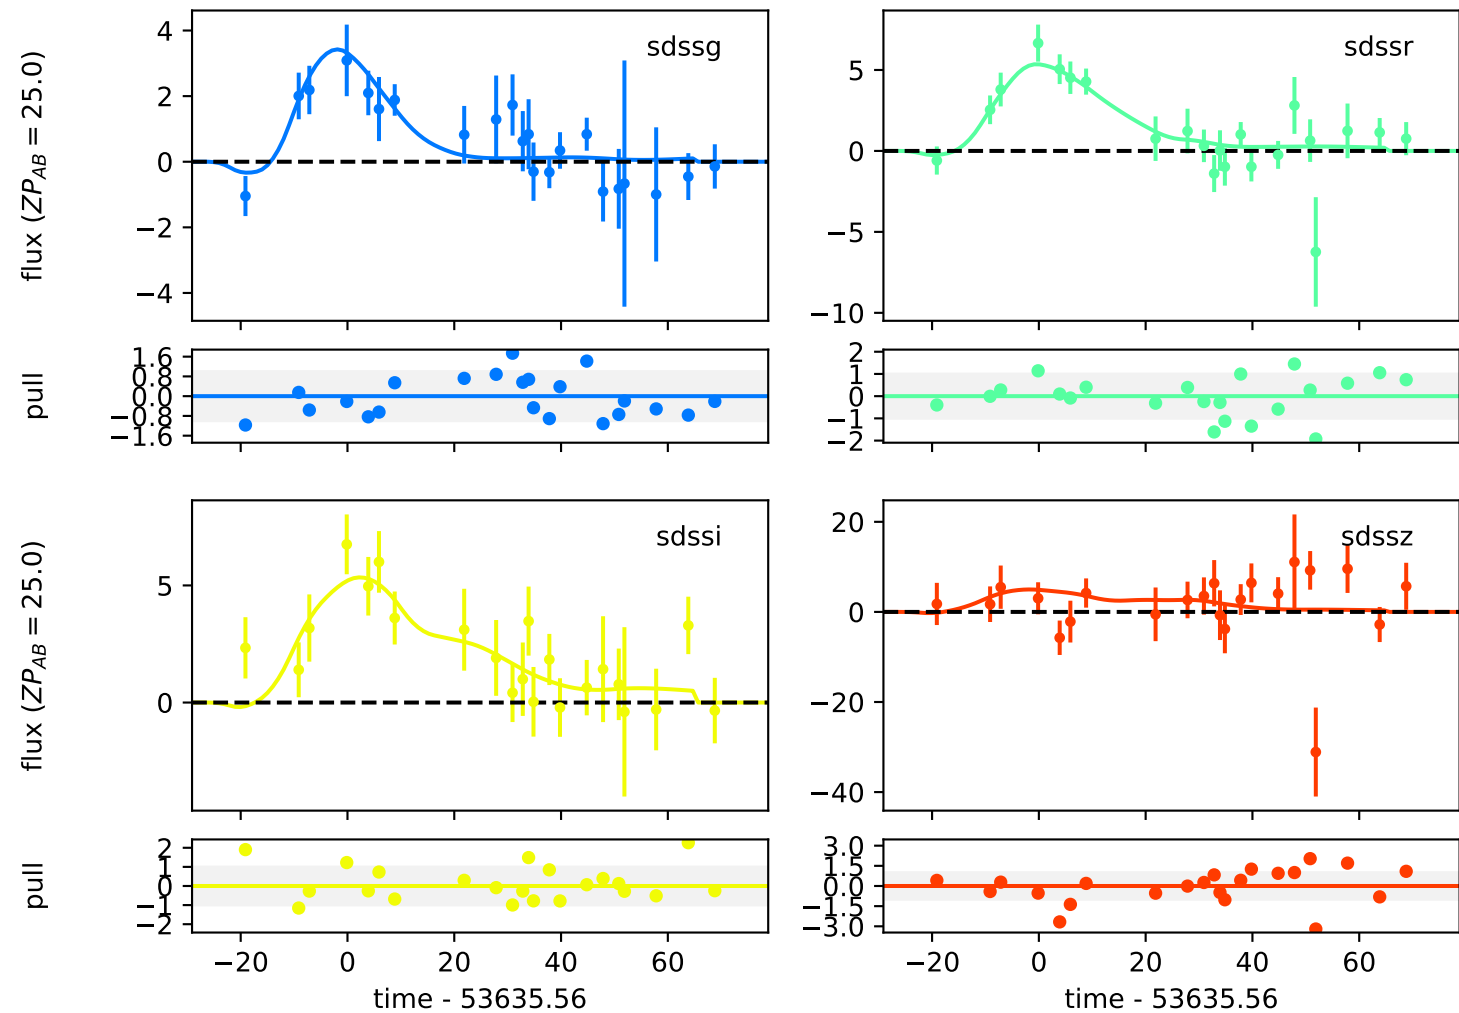 sdssg
flux (ZP_AB = 25.0)
4
2
0
−2
−4
sdssr
5
0
−5
−10
pull
1.6
0.8
0.0
−0.8
−1.6
2
1
0
−1
−2
sdssi
flux (ZP_AB = 25.0)
5
0
sdssz
20
0
−20
−40
pull
2
1
0
−1
−2
3.0
1.5
0.0
−1.5
−3.0
−20 0 20 40 60
−20 0 20 40 60
time - 53635.56
time - 53635.56